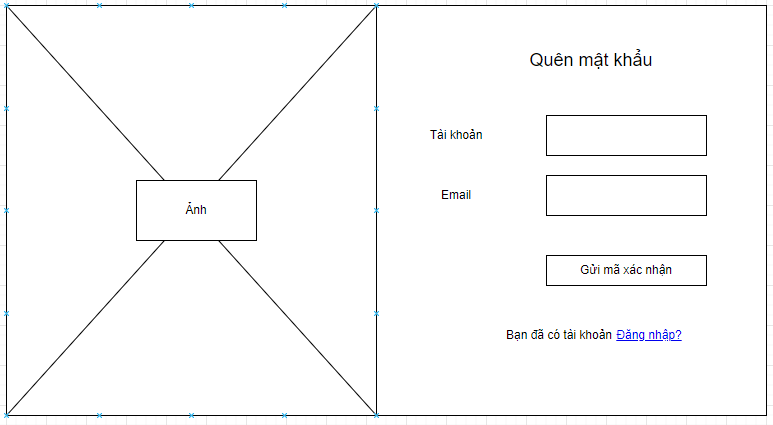 Quên mật khẩu
Tài khoản
Email
Ảnh
Gửi mã xác nhận
Bạn đã có tài khoản Đăng nhập?